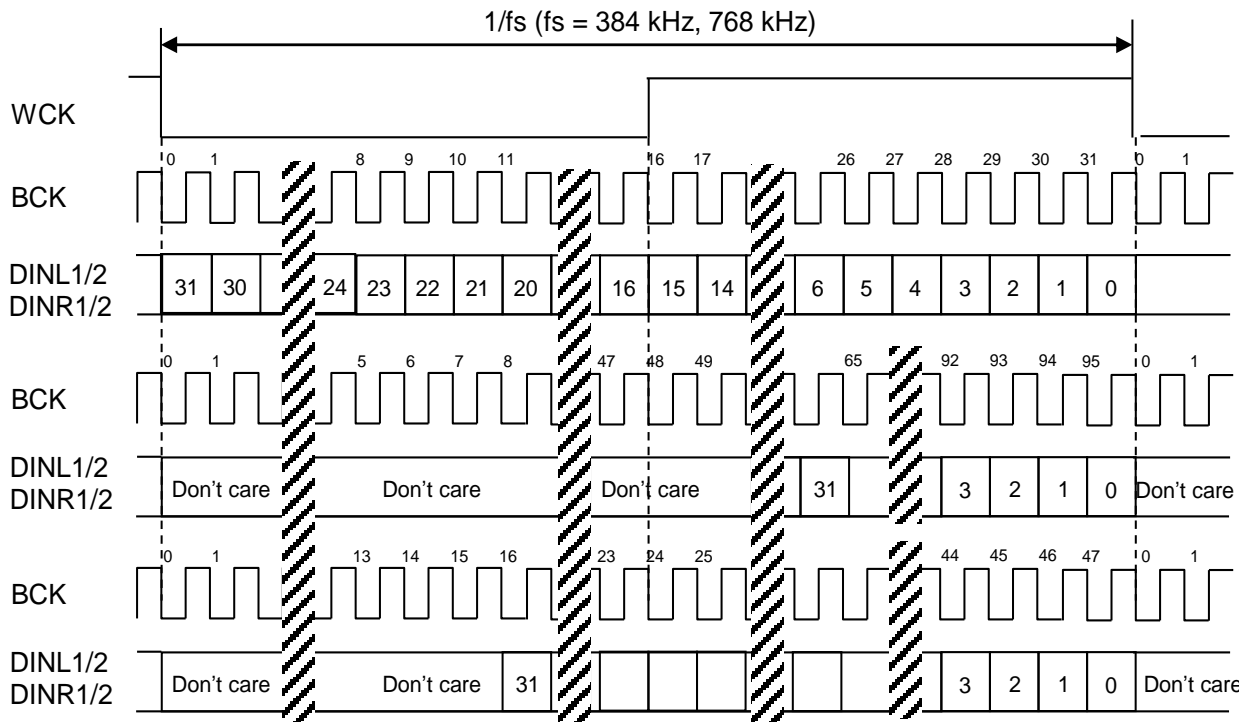 1/fs (fs = 384 kHz, 768 kHz)
WCK
0 1 8 9 10 11 16 17 26 27 28 29 30 31 0 1
BCK
DINL1/2
DINR1/2
31 30 24 23 22 21 20 16 15 14 6 5 4 3 2 1 0
0 1 5 6 7 8 47 48 49 65 92 93 94 95 0 1
BCK
DINL1/2
DINR1/2
Don't care Don't care Don't care 31 3 2 1 0 Don't care
0 1 13 14 15 16 23 24 25 44 45 46 47 0 1
BCK
DINL1/2
DINR1/2
Don't care Don't care 31 3 2 1 0 Don't care